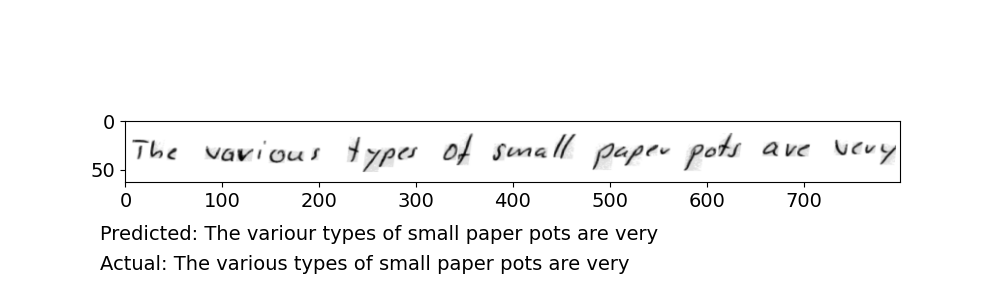 0
The various types of small paper pots are very
50
0 100 200 300 400 500 600 700
Predicted: The variour types of small paper pots are very
Actual: The various types of small paper pots are very